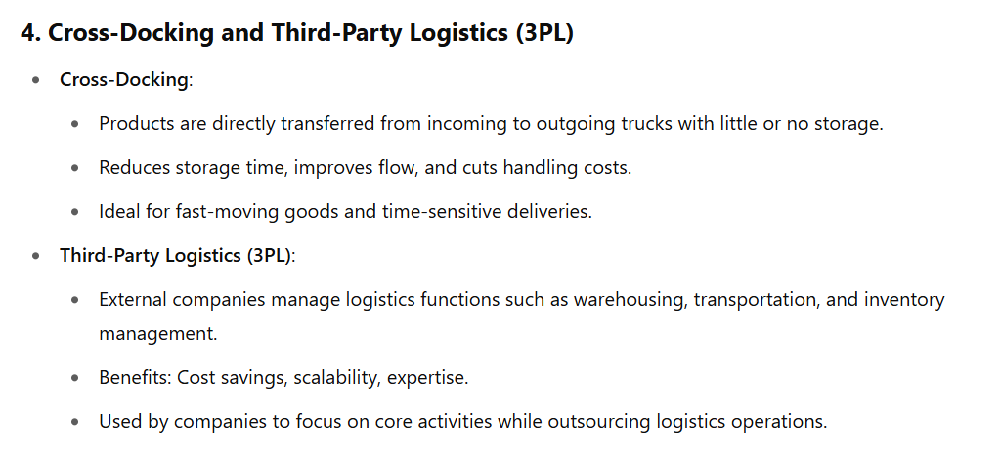 4. Cross-Docking and Third-Party Logistics (3PL)
Cross-Docking:
Products are directly transferred from incoming to outgoing trucks with little or no storage.
Reduces storage time, improves flow, and cuts handling costs.
Ideal for fast-moving goods and time-sensitive deliveries.
Third-Party Logistics (3PL):
External companies manage logistics functions such as warehousing, transportation, and inventory
management.
Benefits: Cost savings, scalability, expertise.
Used by companies to focus on core activities while outsourcing logistics operations.